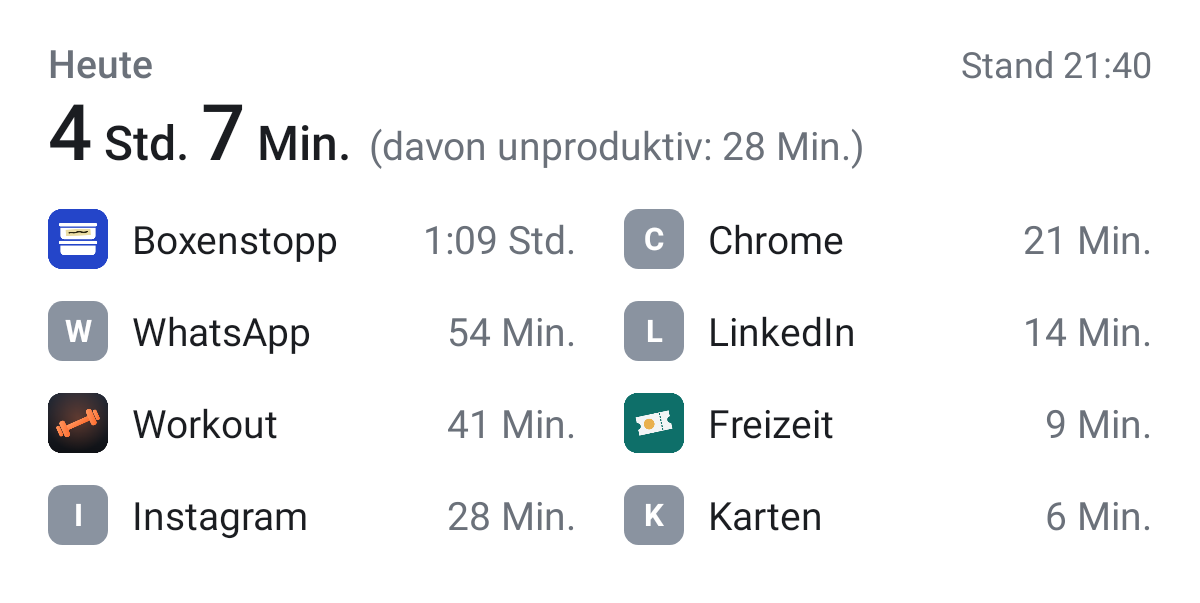 Heute
Stand 21:40
4 Std. 7 Min. (davon unproduktiv: 28 Min.)
Boxenstopp 1:09 Std.
C Chrome 21 Min.
W WhatsApp 54 Min.
L LinkedIn 14 Min.
Workout 41 Min.
Freizeit 9 Min.
I Instagram 28 Min.
K Karten 6 Min.